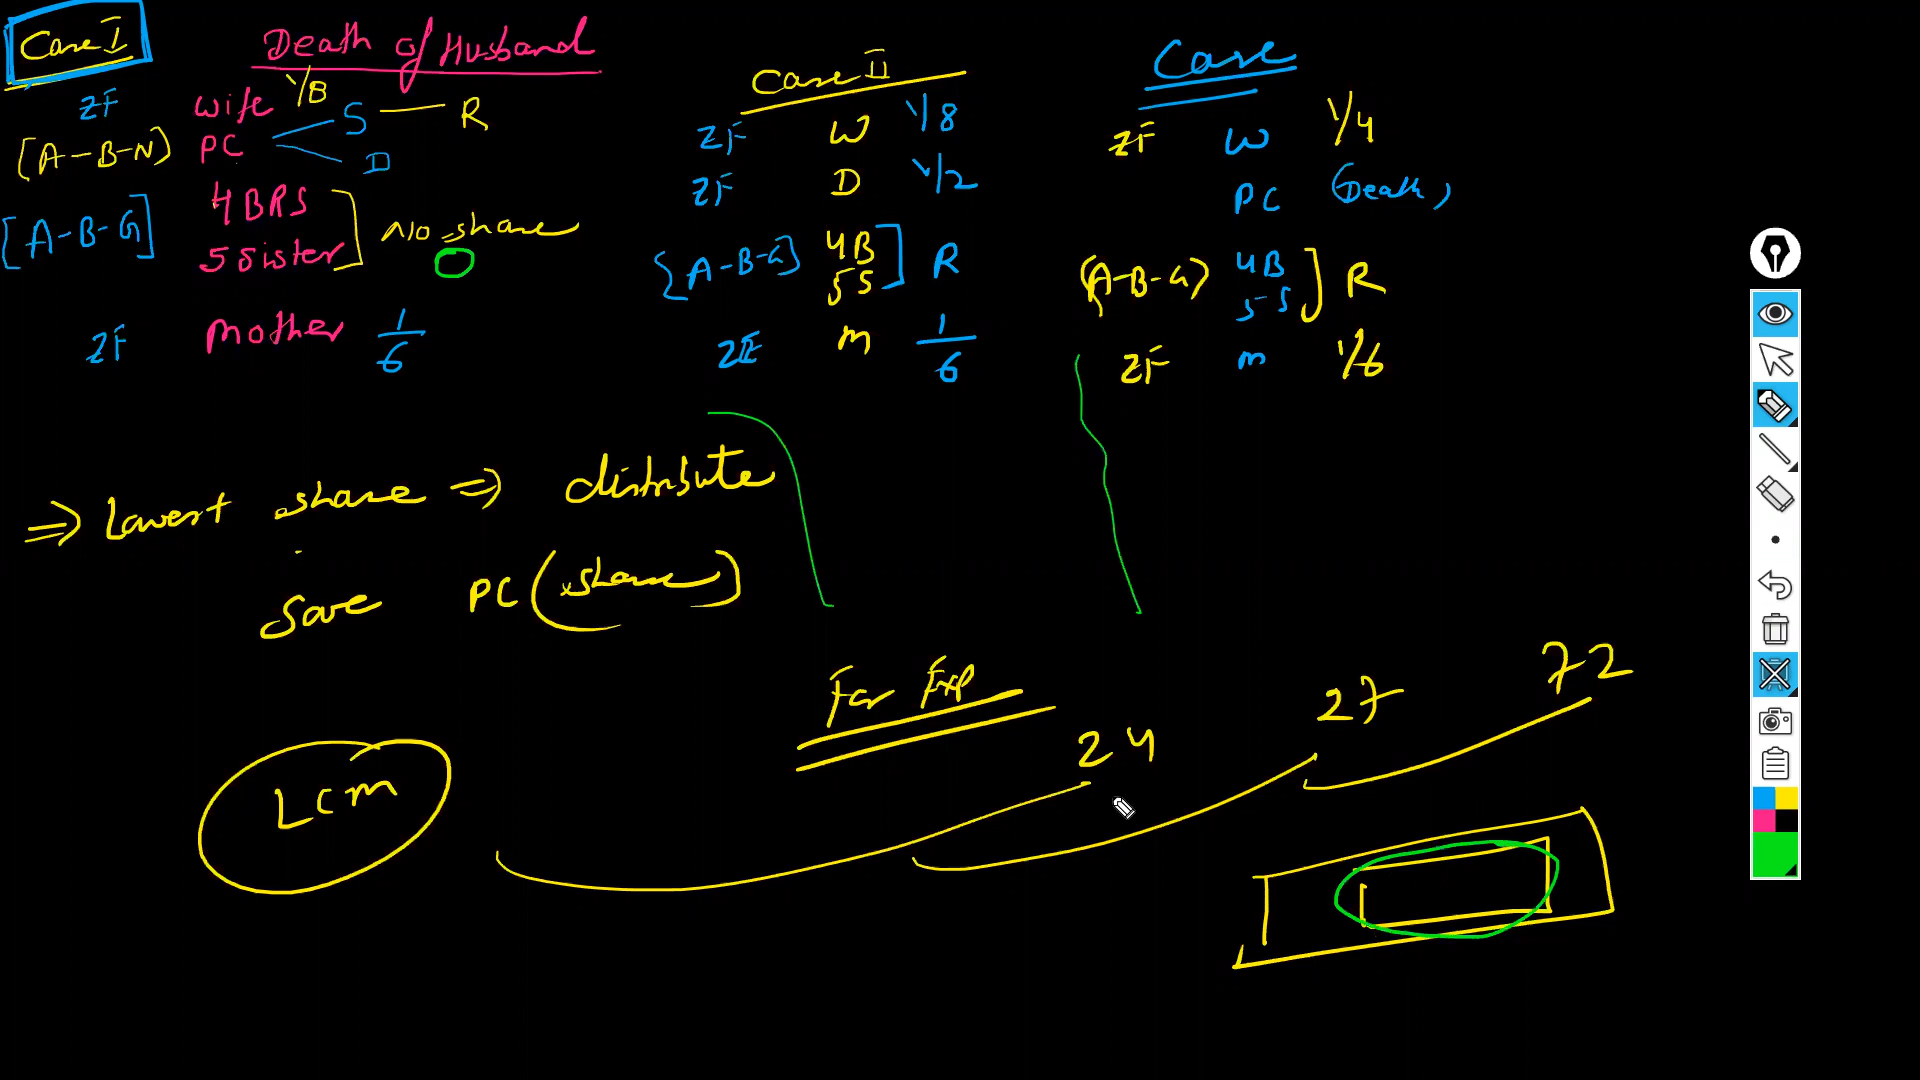 Case I
Death of Husband
ZF wife 1/8 S — R
[A-B-N) PC D
[A-B-G] 4 BRS
5 sister
No share
ZF Mother 1/6
Case II
ZF W 1/8
ZF D 1/2
[A-B-G] 4B
5S
R
ZF m 1/6
Case
ZF W 1/4
PC (Death)
(A-B-G) 4B
5S
R
ZF m 1/6
⇒ Lowest share ⇒ distribute
Save PC (share)
For Exp
24 27 72
LCM